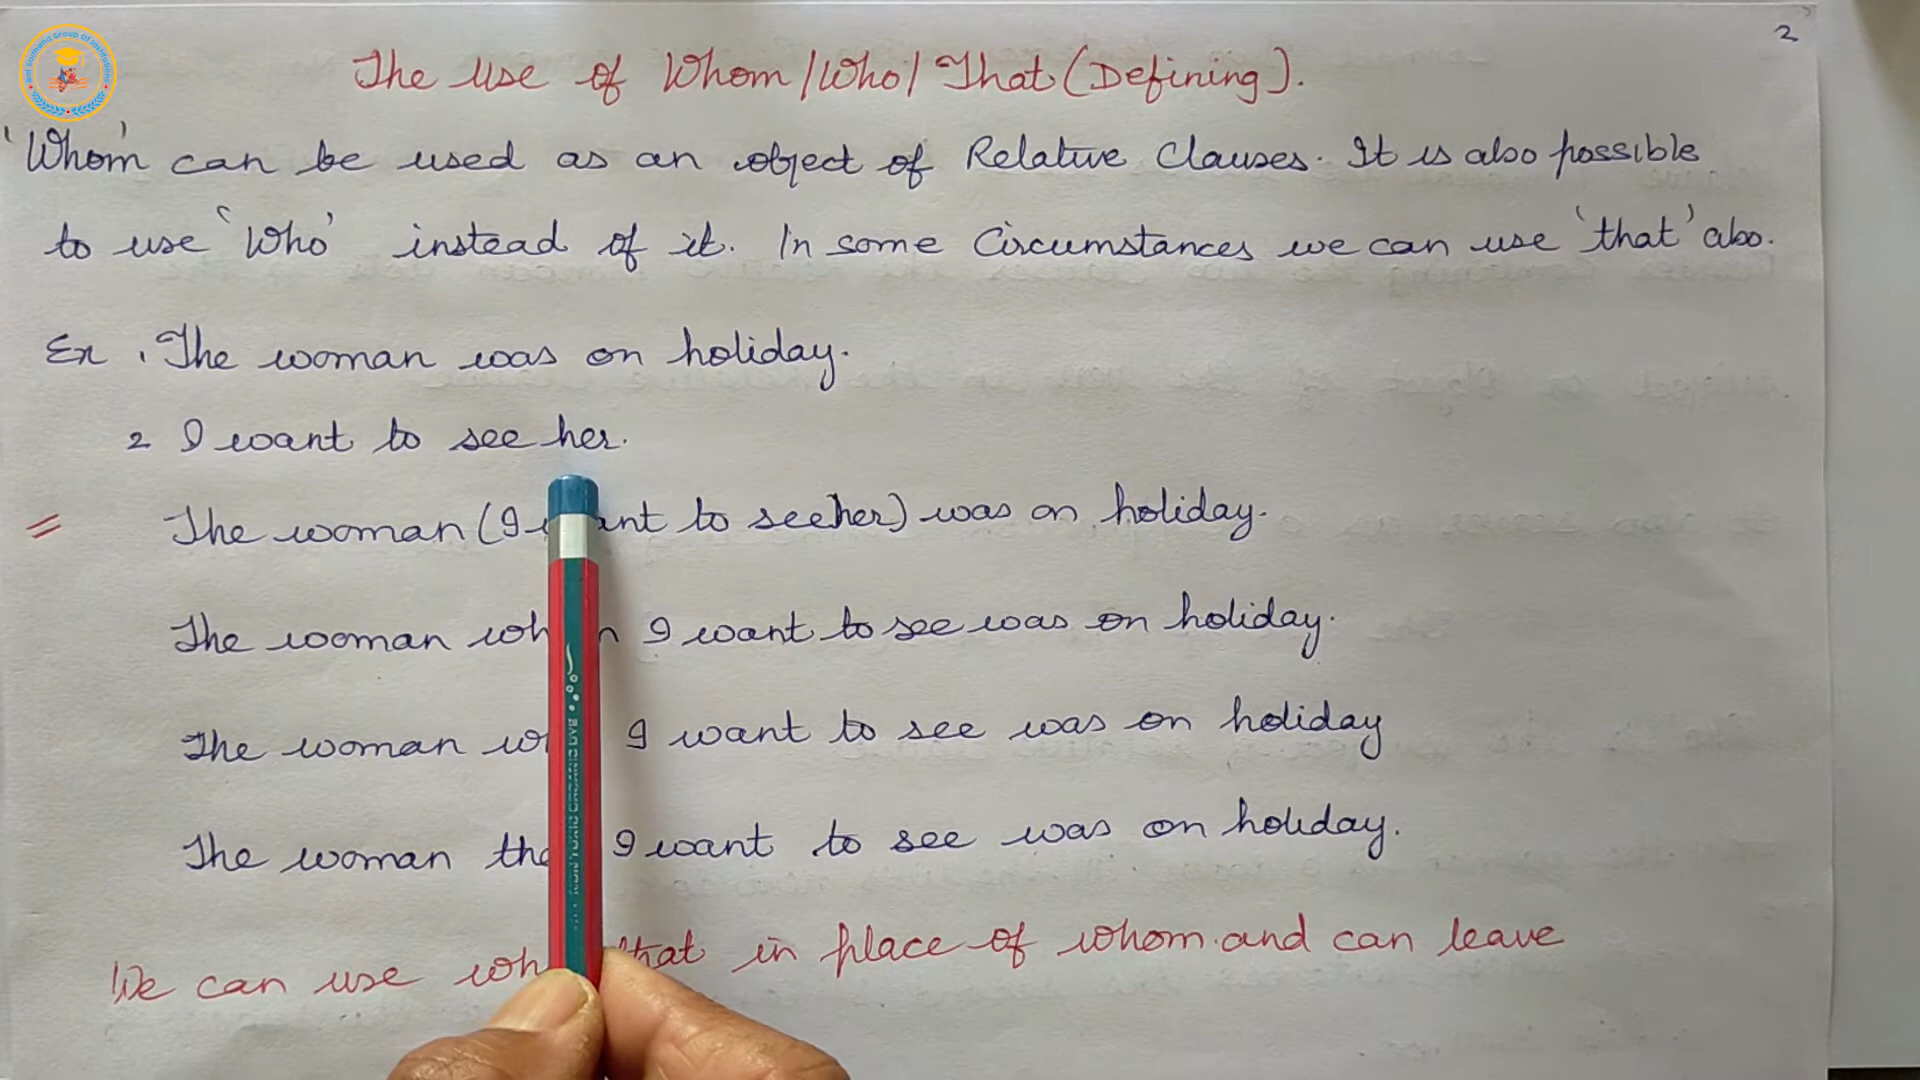 2
The Use of Whom/Who/That (Defining).
'Whom' can be used as an object of Relative Clauses. It is also possible
to use 'Who' instead of it. In some Circumstances we can use 'that' also.
Ex 1 The woman was on holiday.
2 I want to see her.
= The woman (I want to see her) was on holiday.
The woman I want to see was on holiday.
The woman I want to see was on holiday
The woman I want to see was on holiday.
We can use that in place of whom and can leave